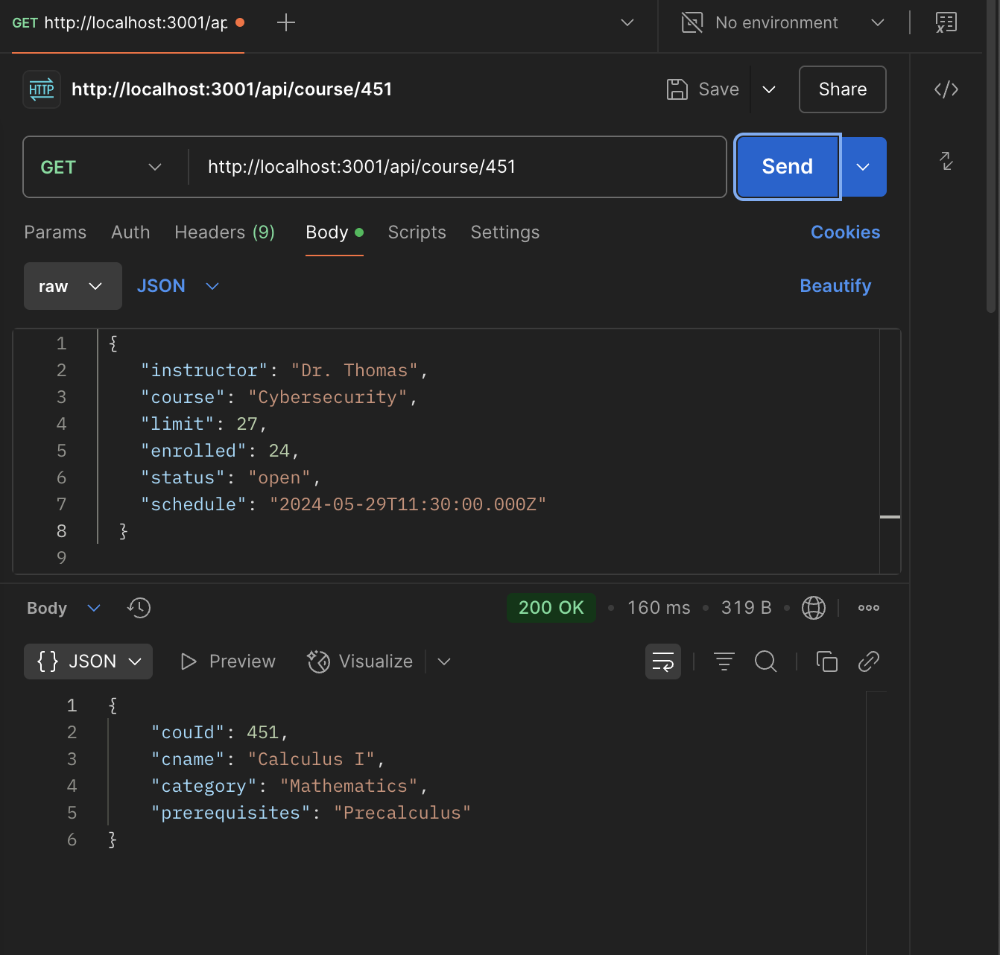 GET http://localhost:3001/ap
No environment
HTTP http://localhost:3001/api/course/451
Save
Share
GET
http://localhost:3001/api/course/451
Send
Params Auth Headers (9) Body Scripts Settings Cookies
raw JSON Beautify
1 {
2 "instructor": "Dr. Thomas",
3 "course": "Cybersecurity",
4 "limit": 27,
5 "enrolled": 24,
6 "status": "open",
7 "schedule": "2024-05-29T11:30:00.000Z"
8 }
9
Body 200 OK • 160 ms • 319 B •
{} JSON Preview Visualize
1 {
2 "couId": 451,
3 "cname": "Calculus I",
4 "category": "Mathematics",
5 "prerequisites": "Precalculus"
6 }